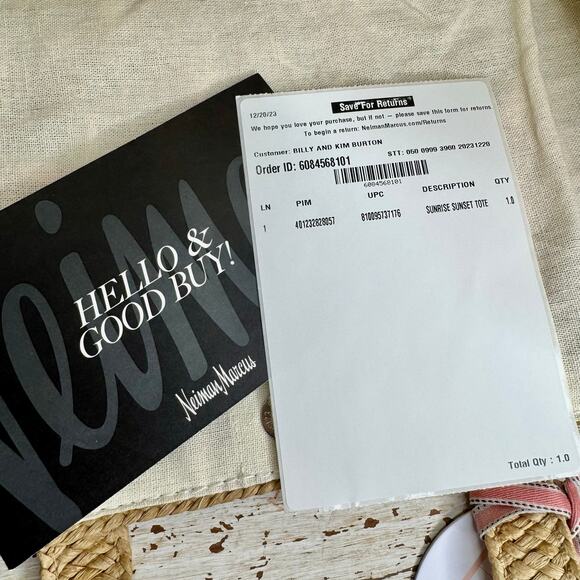 Neiman
HELLO &
GOOD BUY!
Neiman Marcus
Save For Returns
12/20/23
We hope you love your purchase, but if not — please save this form for returns.
To begin a return: NeimanMarcus.com/Returns
Customer: BILLY AND KIM BURTON
Order ID: 6084568101 STT: 050 0999 3960 20231220
6084568101
LN PIM UPC DESCRIPTION QTY
1 401232828057 810095737176 SUNRISE SUNSET TOTE 1.0
Total Qty : 1.0